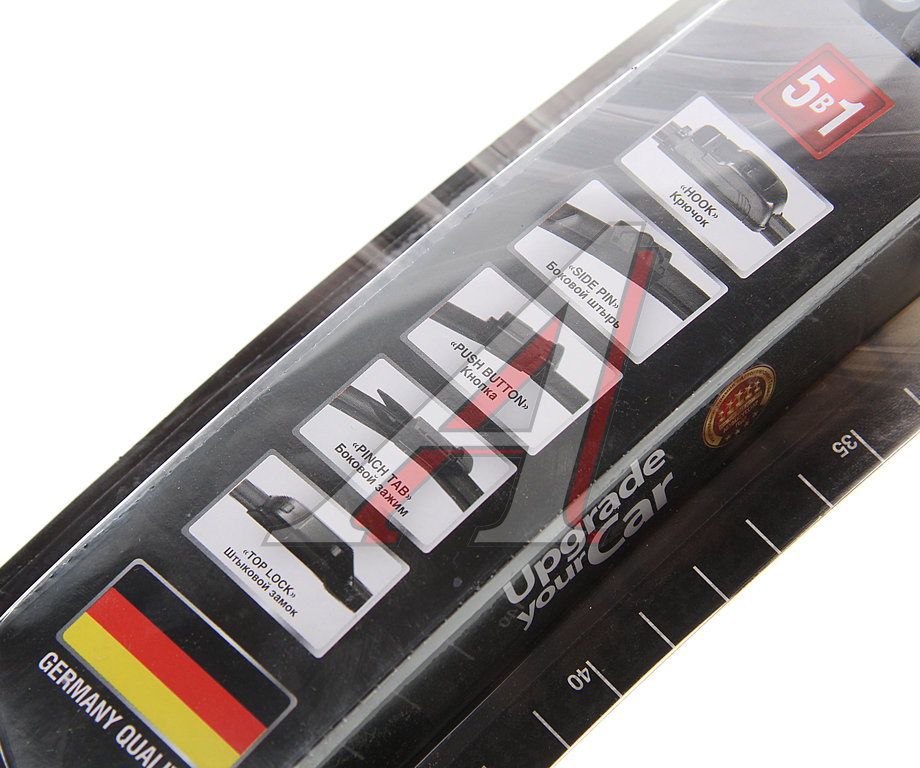 5в1
«HOOK»
Крючок
«SIDE PIN»
Боковой штырь
«PUSH BUTTON»
Кнопка
«PINCH TAB»
Боковой зажим
«TOP LOCK»
Штыковой замок
GERMANY QUALI
Upgrade
your Car
35
40